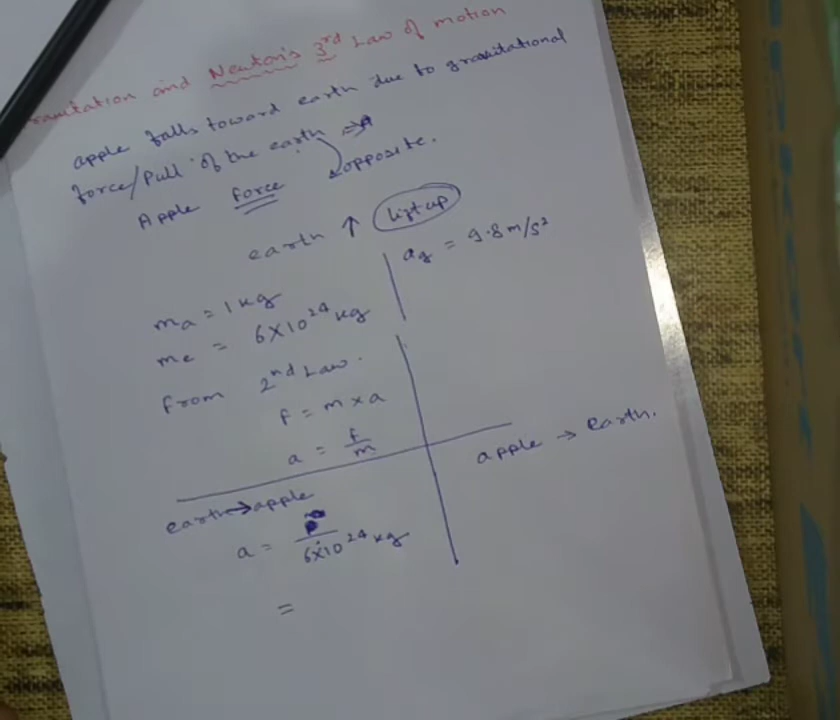 and Newton's 3rd Law of motion
apple falls toward earth due to gravitational
force/pull of the earth ⇒
Apple force opposite.
earth ↑ lift up
ma = 1 kg
ag = 9.8 m/s²
me = 6×10²⁴ kg
from 2nd Law.
f = m × a
a = f/m
earth → apple
apple → earth.
a = /6×10²⁴ kg
=